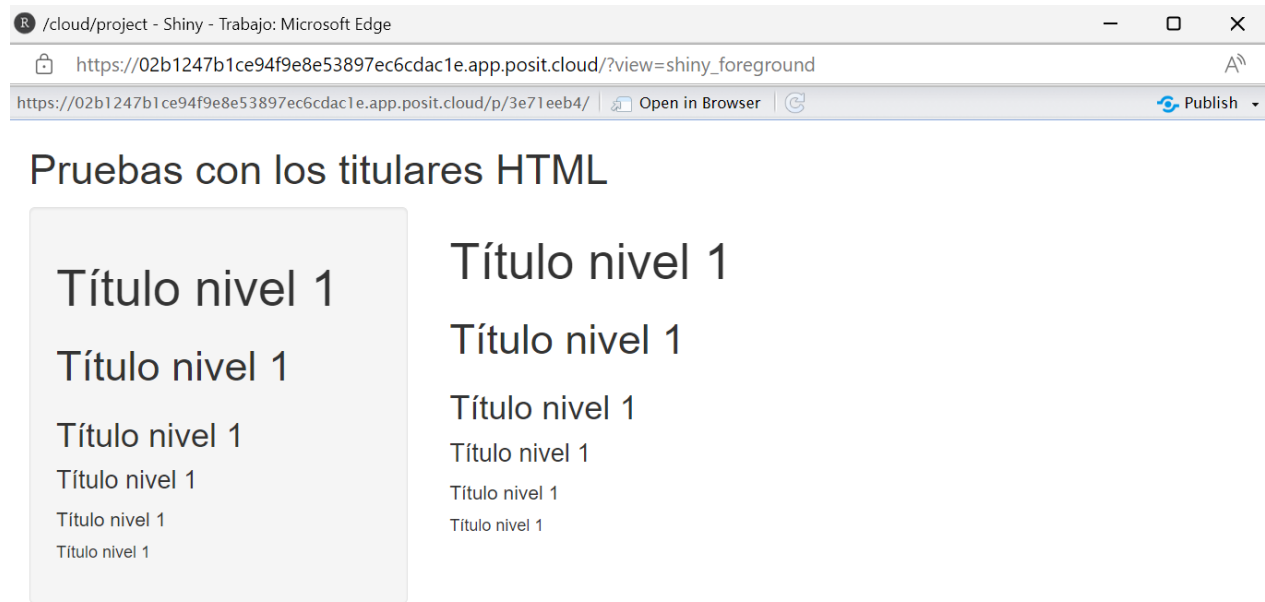 /cloud/project - Shiny - Trabajo: Microsoft Edge
https://02b1247b1ce94f9e8e53897ec6cdac1e.app.posit.cloud/?view=shiny_foreground
https://02b1247b1ce94f9e8e53897ec6cdac1e.app.posit.cloud/p/3e71eeb4/ Open in Browser Publish
Pruebas con los titulares HTML
Título nivel 1
Título nivel 1
Título nivel 1
Título nivel 1
Título nivel 1
Título nivel 1
Título nivel 1
Título nivel 1
Título nivel 1
Título nivel 1
Título nivel 1
Título nivel 1